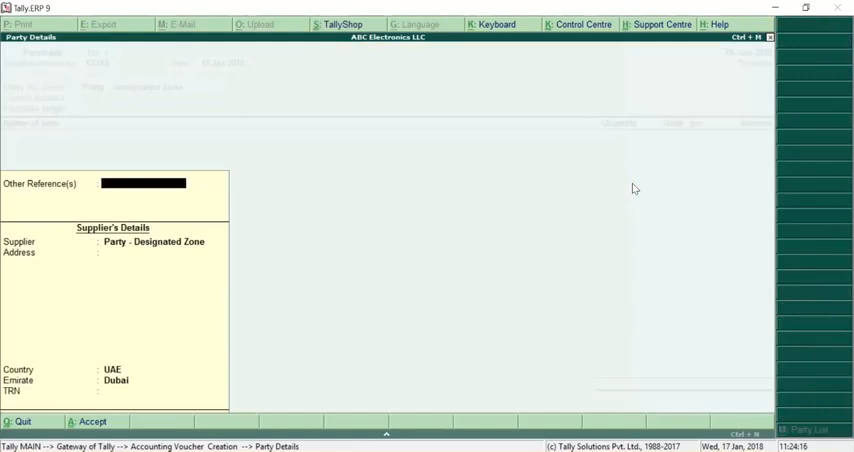 Tally.ERP 9
P: Print E: Export M: E-Mail O: Upload S: TallyShop G: Language K: Keyboard K: Control Centre H: Support Centre H: Help
Party Details ABC Electronics LLC Ctrl + M
Other Reference(s) :
Supplier's Details
Supplier : Party - Designated Zone
Address :
Country : UAE
Emirate : Dubai
TRN :
M: Party List
Q: Quit A: Accept
Ctrl + N
Tally MAIN --> Gateway of Tally --> Accounting Voucher Creation --> Party Details (c) Tally Solutions Pvt. Ltd., 1988-2017 Wed, 17 Jan, 2018 11:24:16